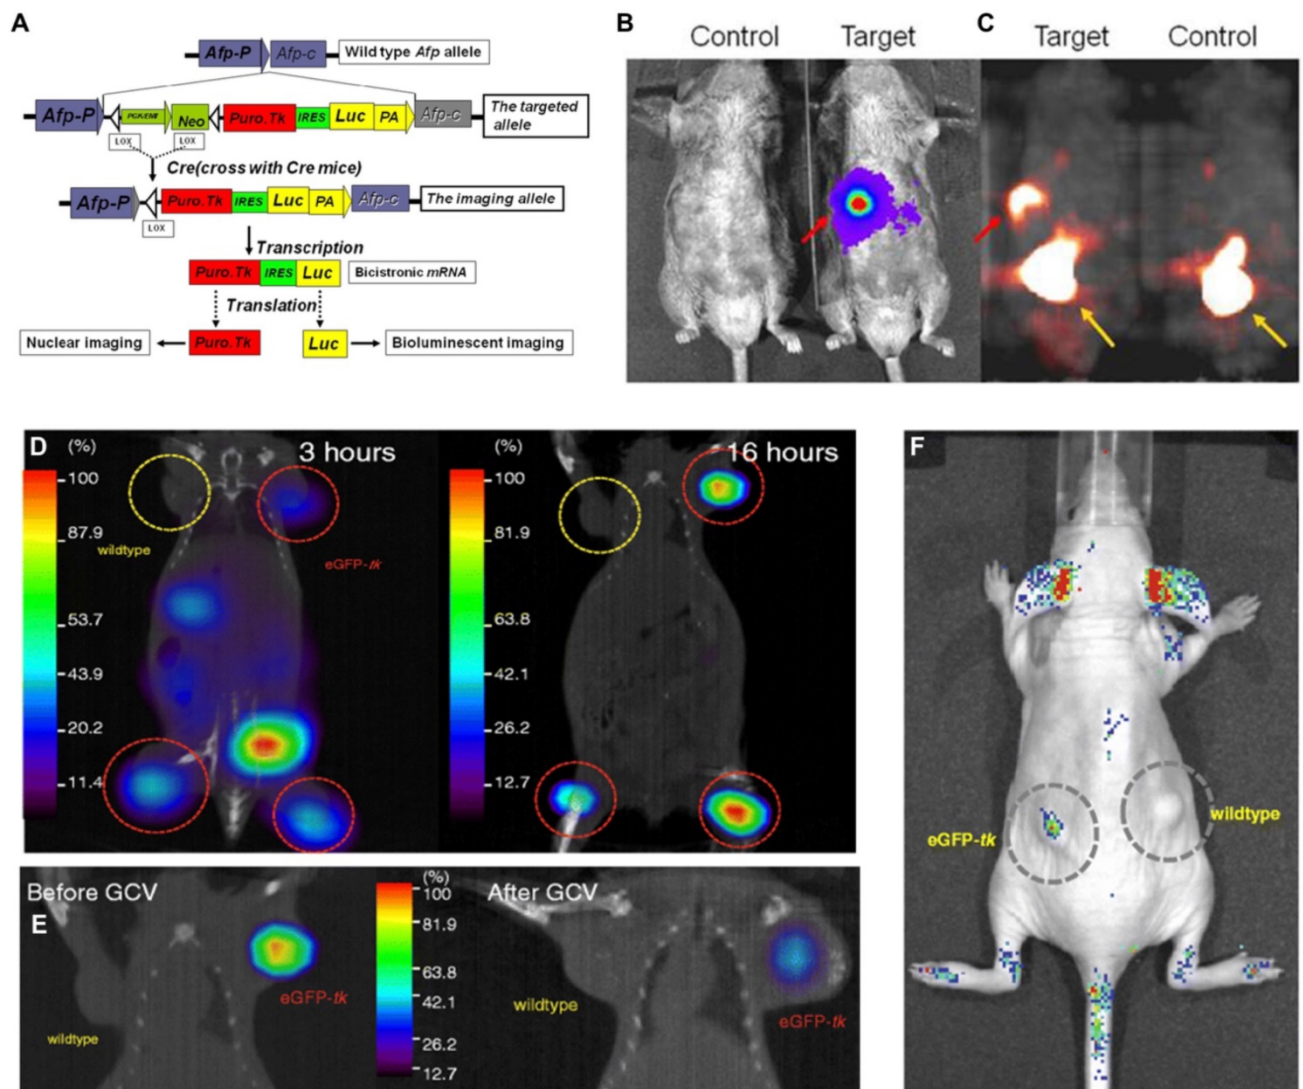 A
Afp-P Afp-c Wild type Afp allele
Afp-P PGK/EM7 Neo Puro.Tk IRES Luc PA Afp-c The targeted
allele
LOX LOX
Cre(cross with Cre mice)
Afp-P Puro.Tk IRES Luc PA Afp-c The imaging allele
LOX
Transcription
Puro.Tk IRES Luc Bicistronic mRNA
Translation
Nuclear imaging Puro.Tk Luc Bioluminescent imaging
B Control Target
C Target Control
D (%) 3 hours
100
87.9
wildtype
eGFP-tk
53.7
43.9
20.2
11.4
(%) 16 hours
100
81.9
63.8
42.1
26.2
12.7
E Before GCV
eGFP-tk
wildtype
(%) After GCV
100
81.9
63.8
42.1
26.2
12.7
wildtype
eGFP-tk
F
eGFP-tk
wildtype